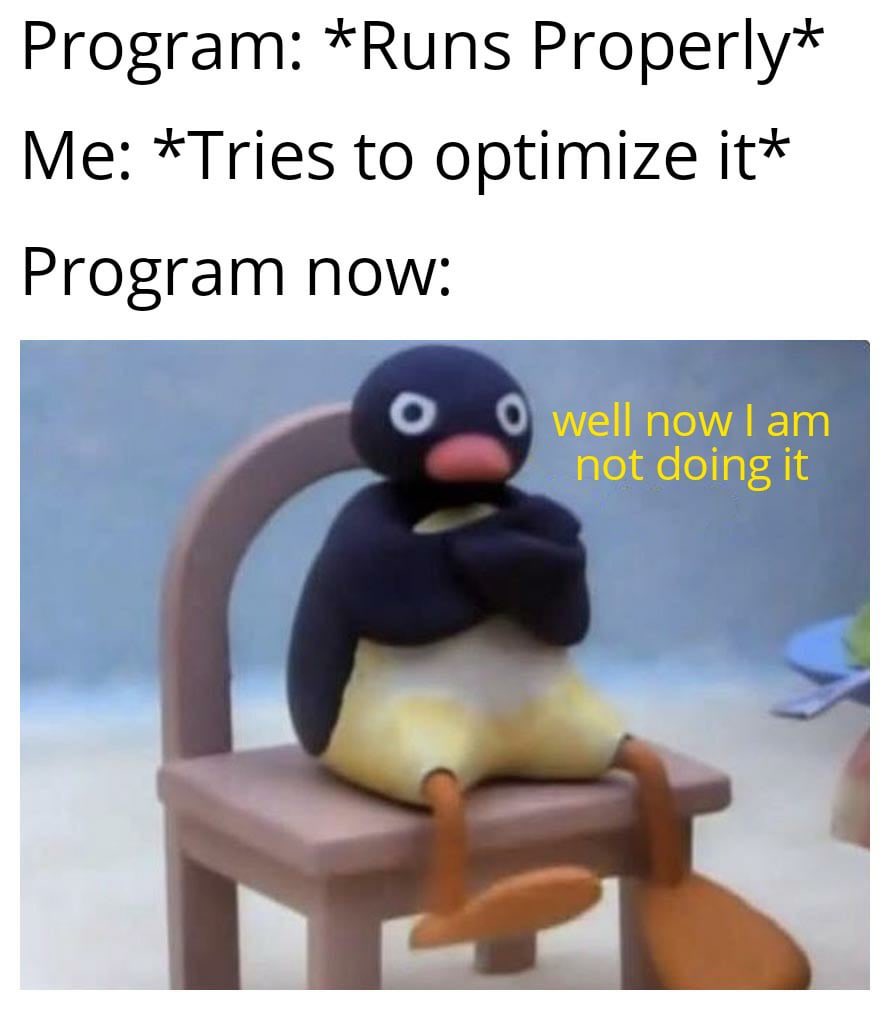 Program: *Runs Properly*
Me: *Tries to optimize it*
Program now:
well now I am
not doing it